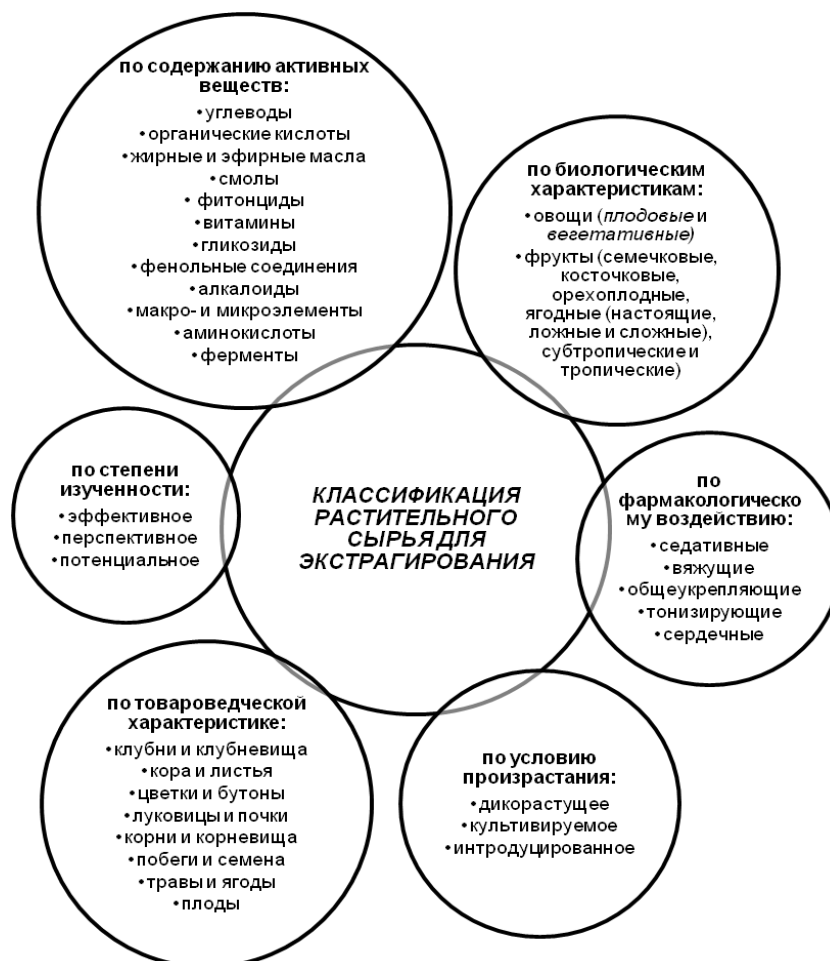 по содержанию активных
веществ:
•углеводы
•органические кислоты
•жирные и эфирные масла
•смолы
•фитонциды
•витамины
•гликозиды
•фенольные соединения
•алкалоиды
•макро- и микроэлементы
•аминокислоты
•ферменты
по биологическим
характеристикам:
•овощи (плодовые и
вегетативные)
•фрукты (семечковые,
косточковые,
орехоплодные,
ягодные (настоящие,
ложные и сложные),
субтропические и
тропические)
по степени
изученности:
•эффективное
•перспективное
•потенциальное
КЛАССИФИКАЦИЯ
РАСТИТЕЛЬНОГО
СЫРЬЯ ДЛЯ
ЭКСТРАГИРОВАНИЯ
по
фармакологическо
му воздействию:
•седативные
•вяжущие
•общеукрепляющие
•тонизирующие
•сердечные
по товароведческой
характеристике:
•клубни и клубневища
•кора и листья
•цветки и бутоны
•луковицы и почки
•корни и корневища
•побеги и семена
•травы и ягоды
•плоды
по условию
произрастания:
•дикорастущее
•культивируемое
•интродуцированное